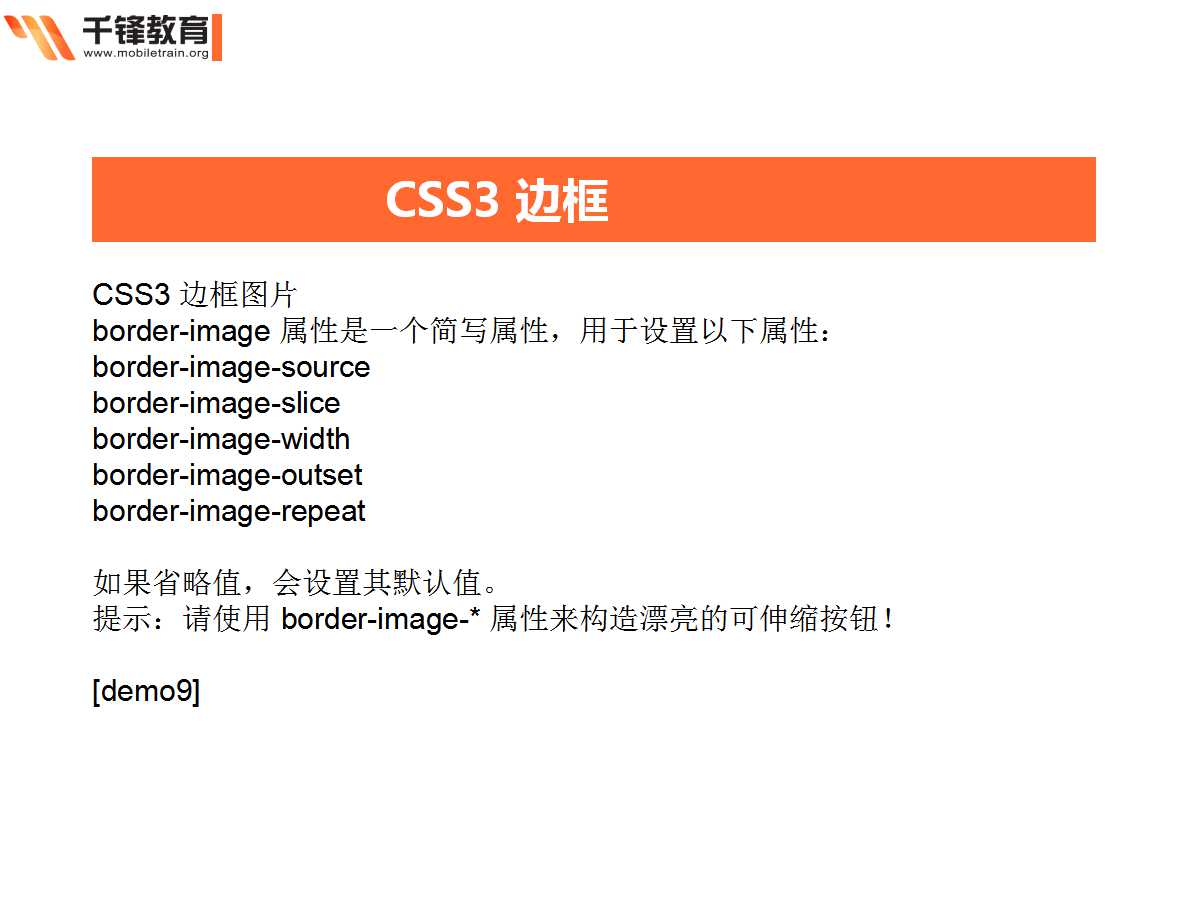 千锋教育
www.mobiletrain.org
CSS3 边框
CSS3 边框图片
border-image 属性是一个简写属性，用于设置以下属性：
border-image-source
border-image-slice
border-image-width
border-image-outset
border-image-repeat
如果省略值，会设置其默认值。
提示：请使用 border-image-* 属性来构造漂亮的可伸缩按钮！
[demo9]